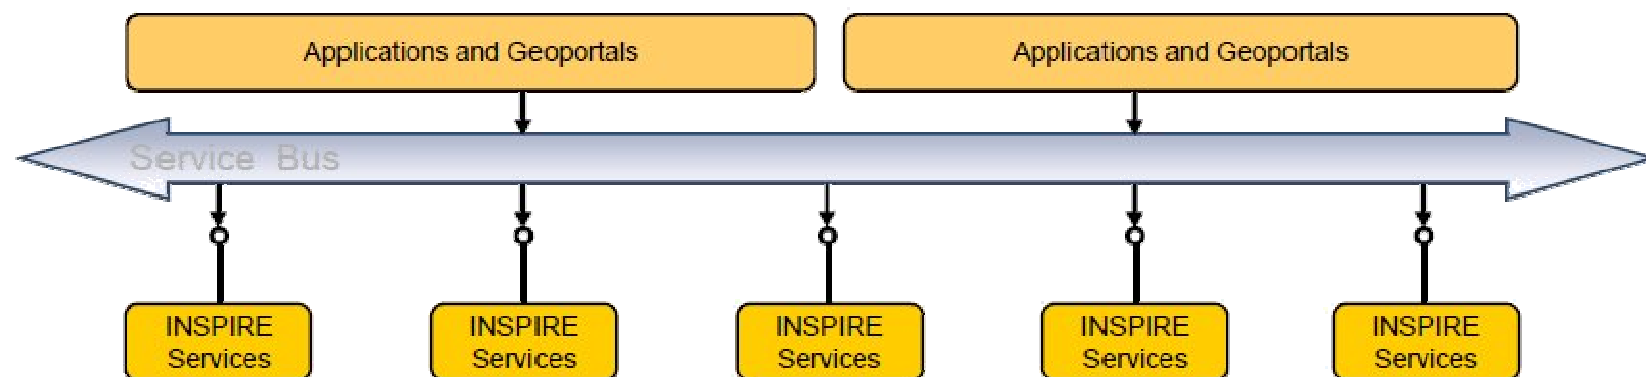 Applications and Geoportals
Applications and Geoportals
Service Bus
INSPIRE
Services
INSPIRE
Services
INSPIRE
Services
INSPIRE
Services
INSPIRE
Services